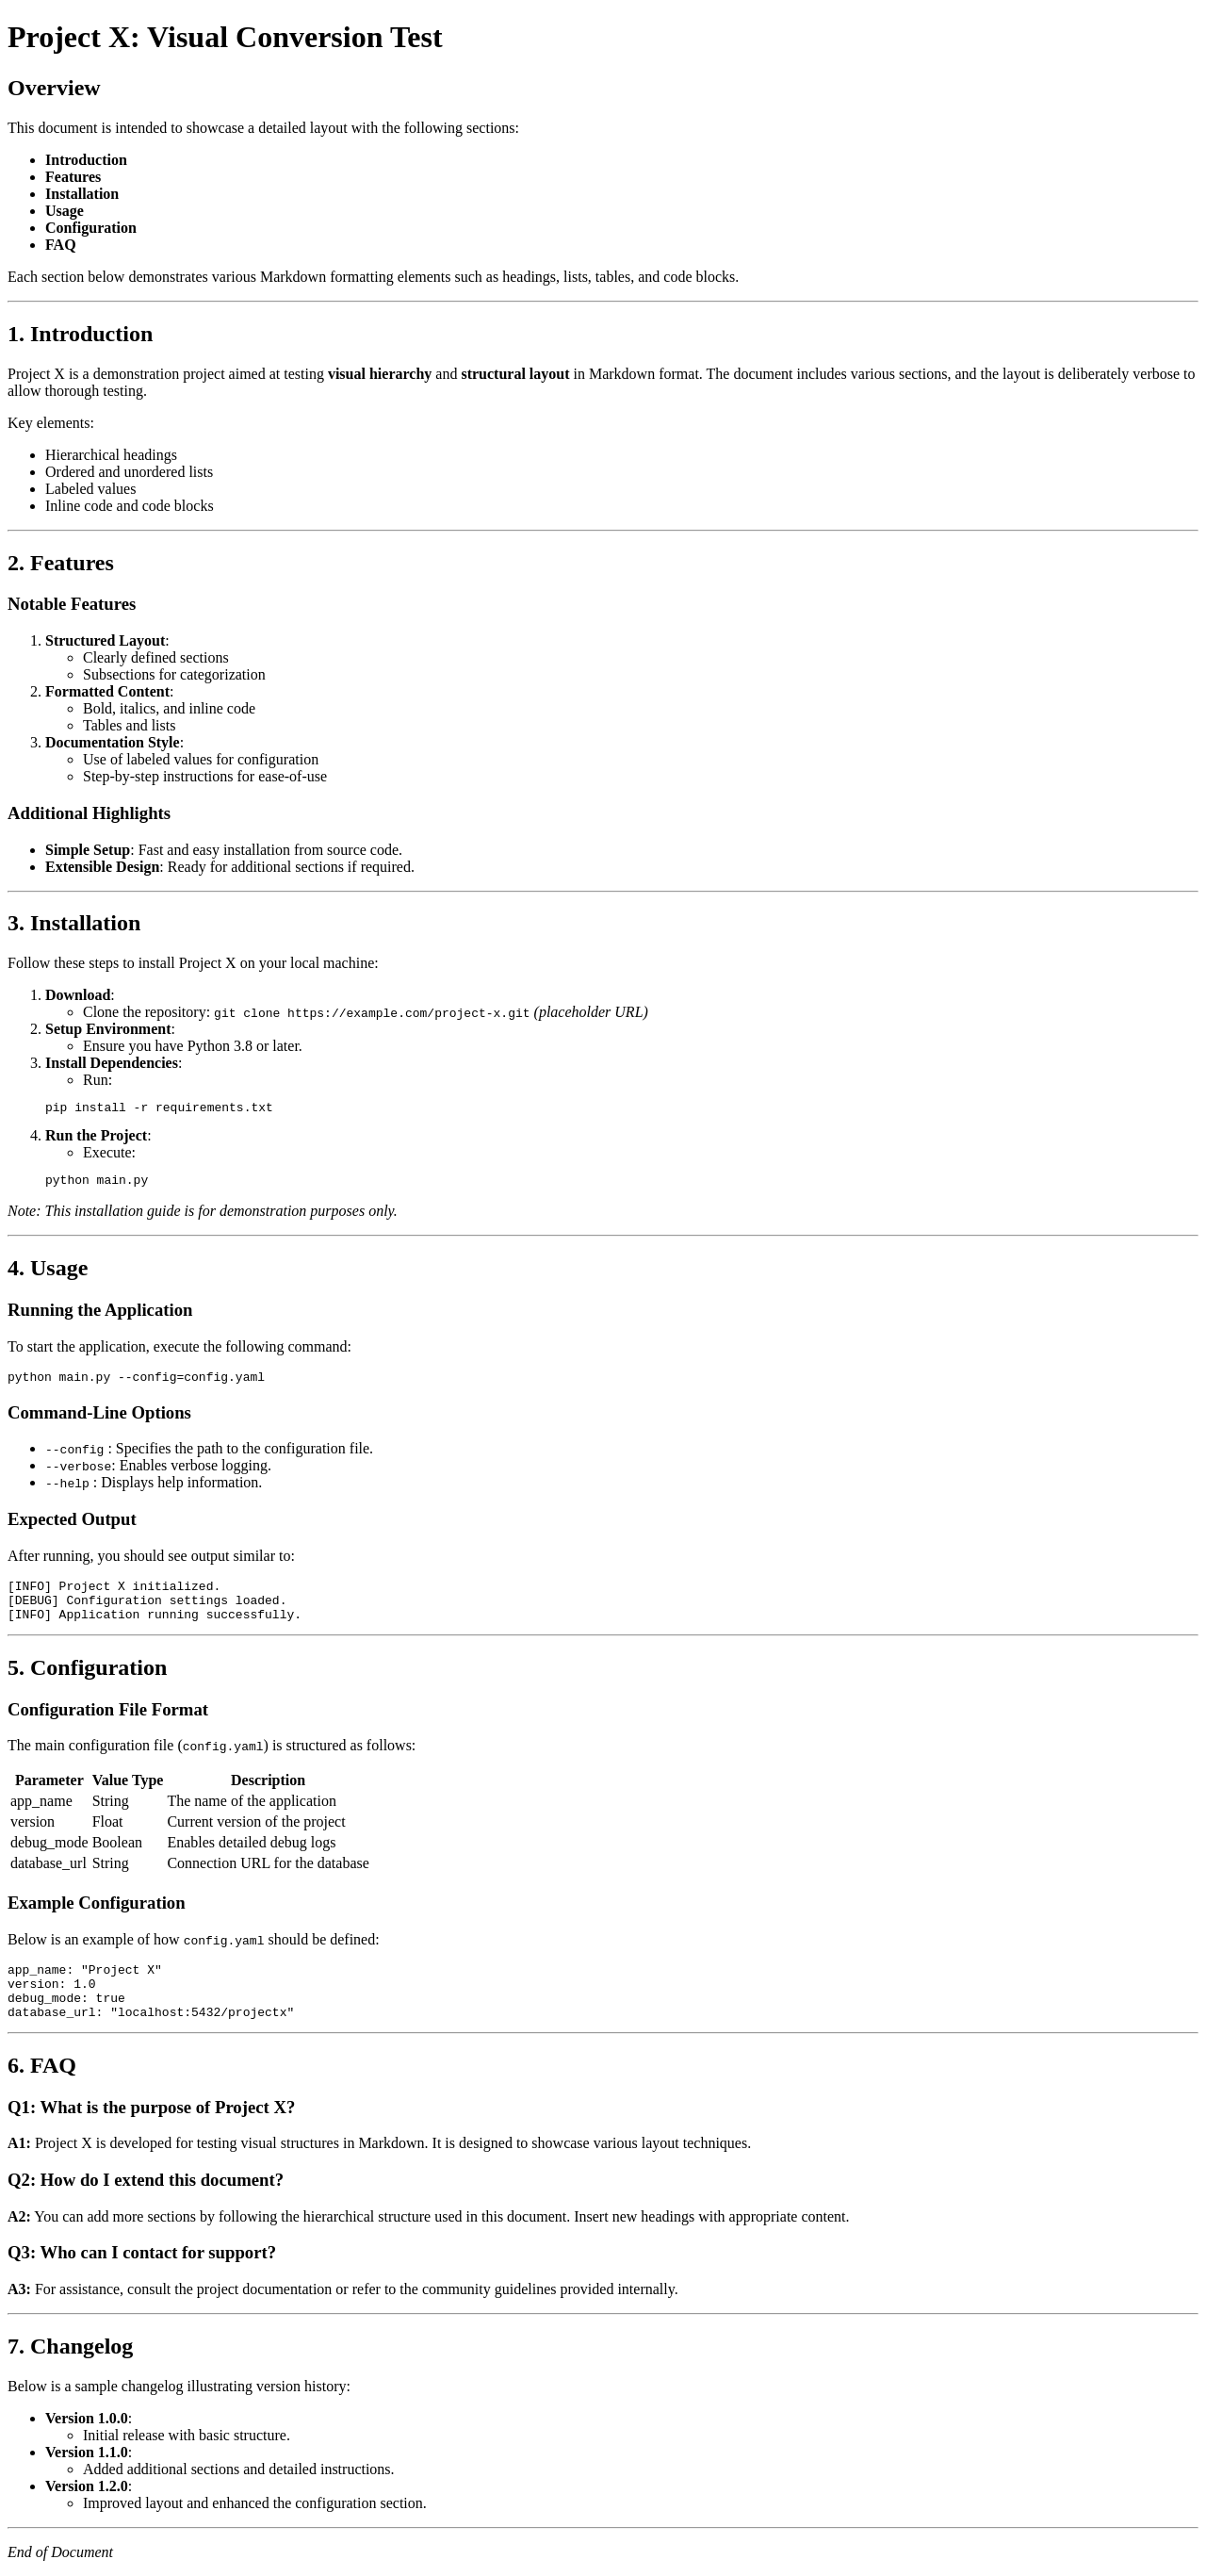 Project X: Visual Conversion Test
Overview
This document is intended to showcase a detailed layout with the following sections:
• Introduction
• Features
• Installation
• Usage
• Configuration
• FAQ
Each section below demonstrates various Markdown formatting elements such as headings, lists, tables, and code blocks.
1. Introduction
Project X is a demonstration project aimed at testing visual hierarchy and structural layout in Markdown format. The document includes various sections, and the layout is deliberately verbose to
allow thorough testing.
Key elements:
• Hierarchical headings
• Ordered and unordered lists
• Labeled values
• Inline code and code blocks
2. Features
Notable Features
1. Structured Layout:
◦ Clearly defined sections
◦ Subsections for categorization
2. Formatted Content:
◦ Bold, italics, and inline code
◦ Tables and lists
3. Documentation Style:
◦ Use of labeled values for configuration
◦ Step-by-step instructions for ease-of-use
Additional Highlights
• Simple Setup: Fast and easy installation from source code.
• Extensible Design: Ready for additional sections if required.
3. Installation
Follow these steps to install Project X on your local machine:
1. Download:
◦ Clone the repository: git clone https://example.com/project-x.git (placeholder URL)
2. Setup Environment:
◦ Ensure you have Python 3.8 or later.
3. Install Dependencies:
◦ Run:
pip install -r requirements.txt
4. Run the Project:
◦ Execute:
python main.py
Note: This installation guide is for demonstration purposes only.
4. Usage
Running the Application
To start the application, execute the following command:
python main.py --config=config.yaml
Command-Line Options
• --config : Specifies the path to the configuration file.
• --verbose: Enables verbose logging.
• --help : Displays help information.
Expected Output
After running, you should see output similar to:
[INFO] Project X initialized.
[DEBUG] Configuration settings loaded.
[INFO] Application running successfully.
5. Configuration
Configuration File Format
The main configuration file (config.yaml) is structured as follows:
Parameter Value Type Description
app_name String The name of the application
version Float Current version of the project
debug_mode Boolean Enables detailed debug logs
database_url String Connection URL for the database
Example Configuration
Below is an example of how config.yaml should be defined:
app_name: "Project X"
version: 1.0
debug_mode: true
database_url: "localhost:5432/projectx"
6. FAQ
Q1: What is the purpose of Project X?
A1: Project X is developed for testing visual structures in Markdown. It is designed to showcase various layout techniques.
Q2: How do I extend this document?
A2: You can add more sections by following the hierarchical structure used in this document. Insert new headings with appropriate content.
Q3: Who can I contact for support?
A3: For assistance, consult the project documentation or refer to the community guidelines provided internally.
7. Changelog
Below is a sample changelog illustrating version history:
• Version 1.0.0:
◦ Initial release with basic structure.
• Version 1.1.0:
◦ Added additional sections and detailed instructions.
• Version 1.2.0:
◦ Improved layout and enhanced the configuration section.
End of Document